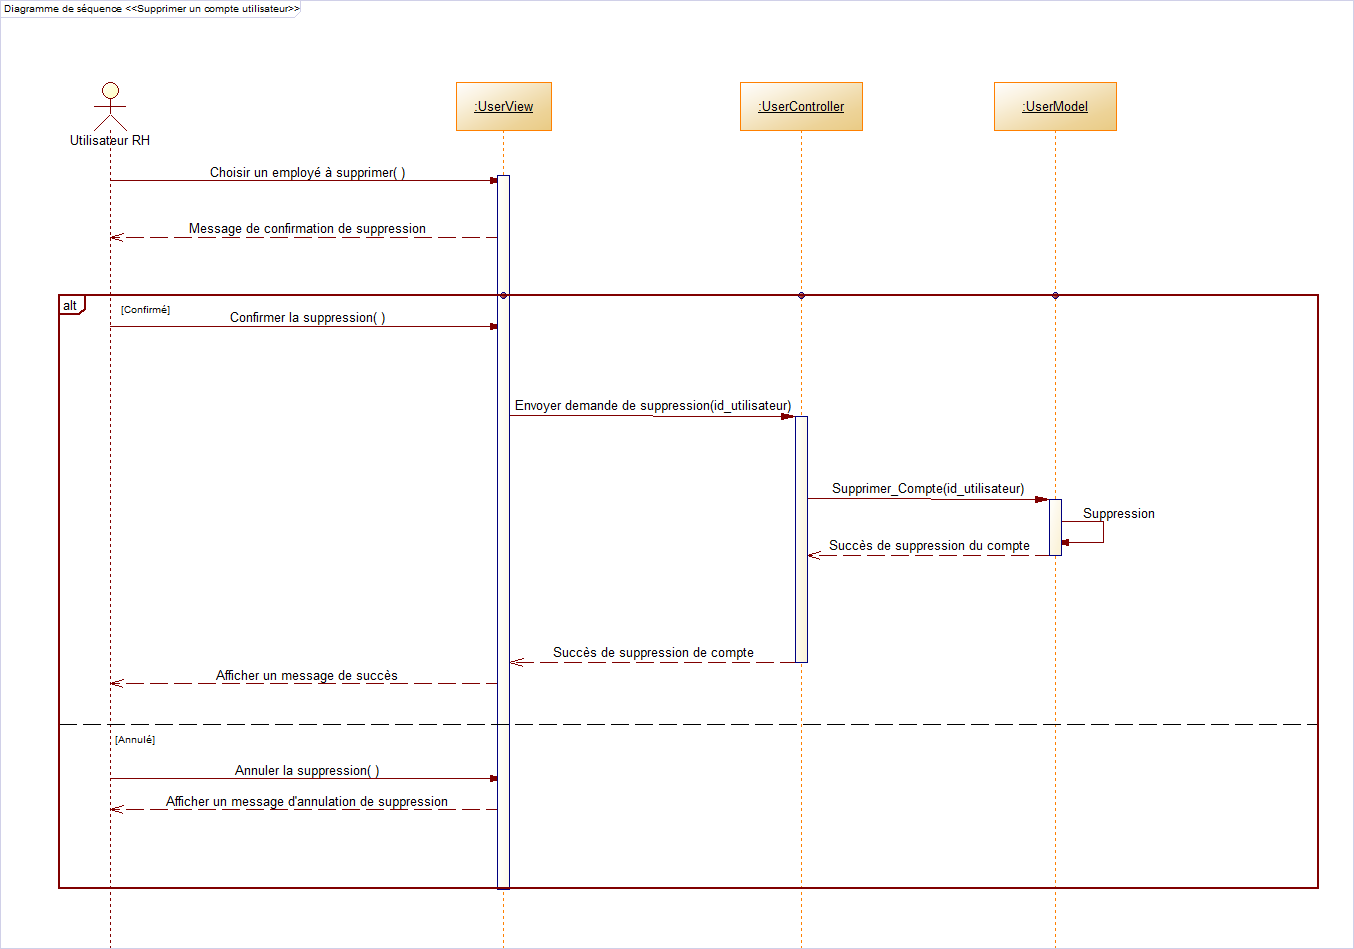 Diagramme de séquence <<Supprimer un compte utilisateur>>
:UserView
:UserController
:UserModel
Utilisateur RH
Choisir un employé à supprimer( )
Message de confirmation de suppression
alt
[Confirmé]
Confirmer la suppression( )
Envoyer demande de suppression(id_utilisateur)
Supprimer_Compte(id_utilisateur)
Suppression
Succès de suppression du compte
Succès de suppression de compte
Afficher un message de succès
[Annulé]
Annuler la suppression( )
Afficher un message d'annulation de suppression